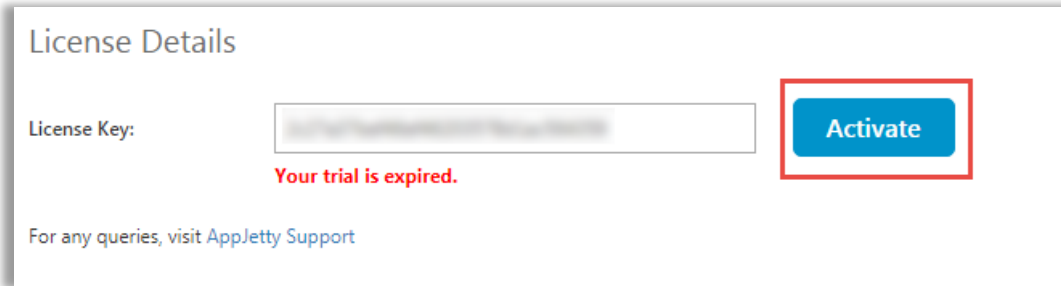 License Details
License Key:
Activate
Your trial is expired.
For any queries, visit AppJetty Support